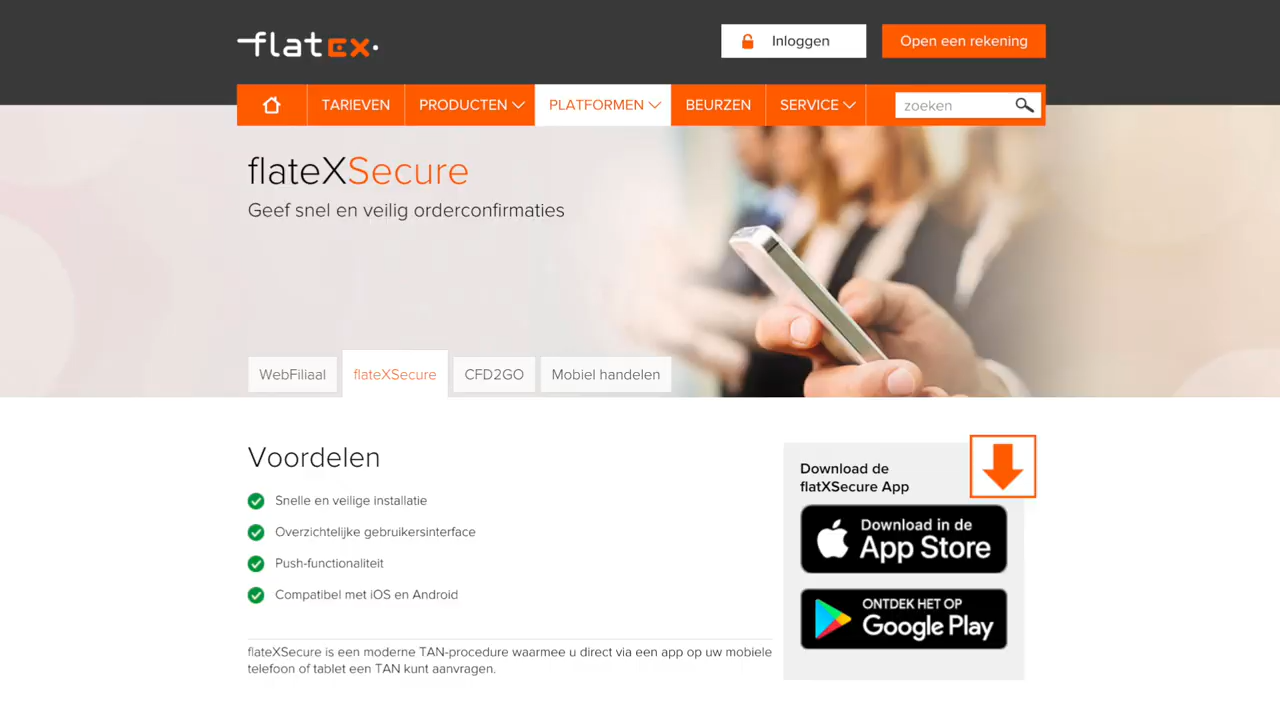 flatex
Inloggen
Open een rekening
TARIEVEN
PRODUCTEN
PLATFORMEN
BEURZEN
SERVICE
zoeken
flateXSecure
Geef snel en veilig orderconfirmaties
WebFiliaal
flateXSecure
CFD2GO
Mobiel handelen
Voordelen
Snelle en veilige installatie
Overzichtelijke gebruikersinterface
Push-functionaliteit
Compatibel met iOS en Android
flateXSecure is een moderne TAN-procedure waarmee u direct via een app op uw mobiele
telefoon of tablet een TAN kunt aanvragen.
Download de
flatXSecure App
Download in de
App Store
ONTDEK HET OP
Google Play